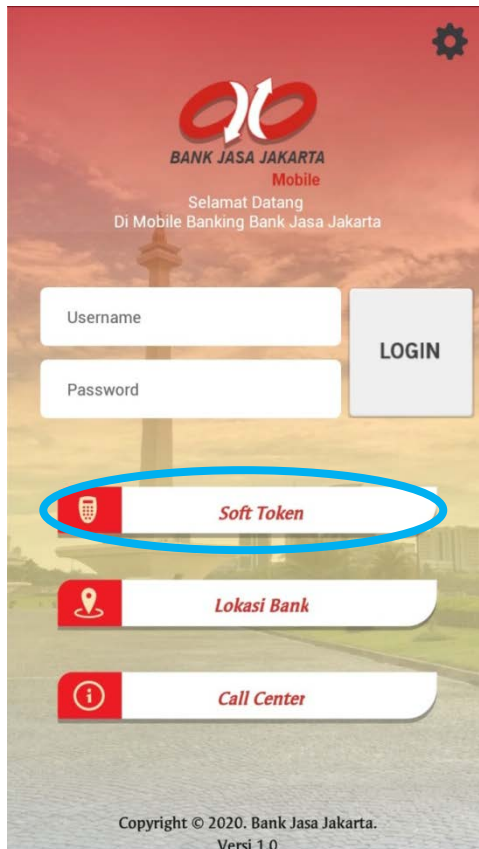 BANK JASA JAKARTA
Mobile
Selamat Datang
Di Mobile Banking Bank Jasa Jakarta
Username
LOGIN
Password
Soft Token
Lokasi Bank
Call Center
Copyright © 2020. Bank Jasa Jakarta.
Versi 1.0